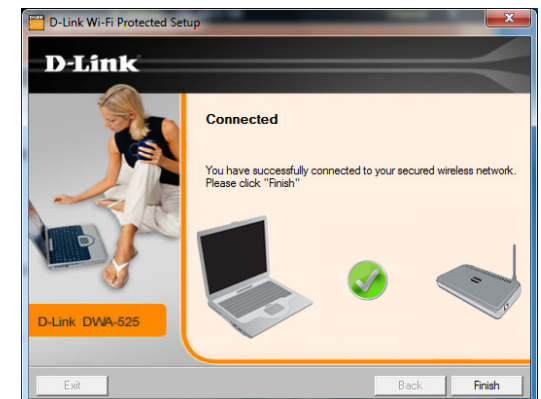 D-Link Wi-Fi Protected Setup
D-Link
Connected
You have successfully connected to your secured wireless network.
Please click "Finish"
D-Link DWA-525
Exit
Back
Finish